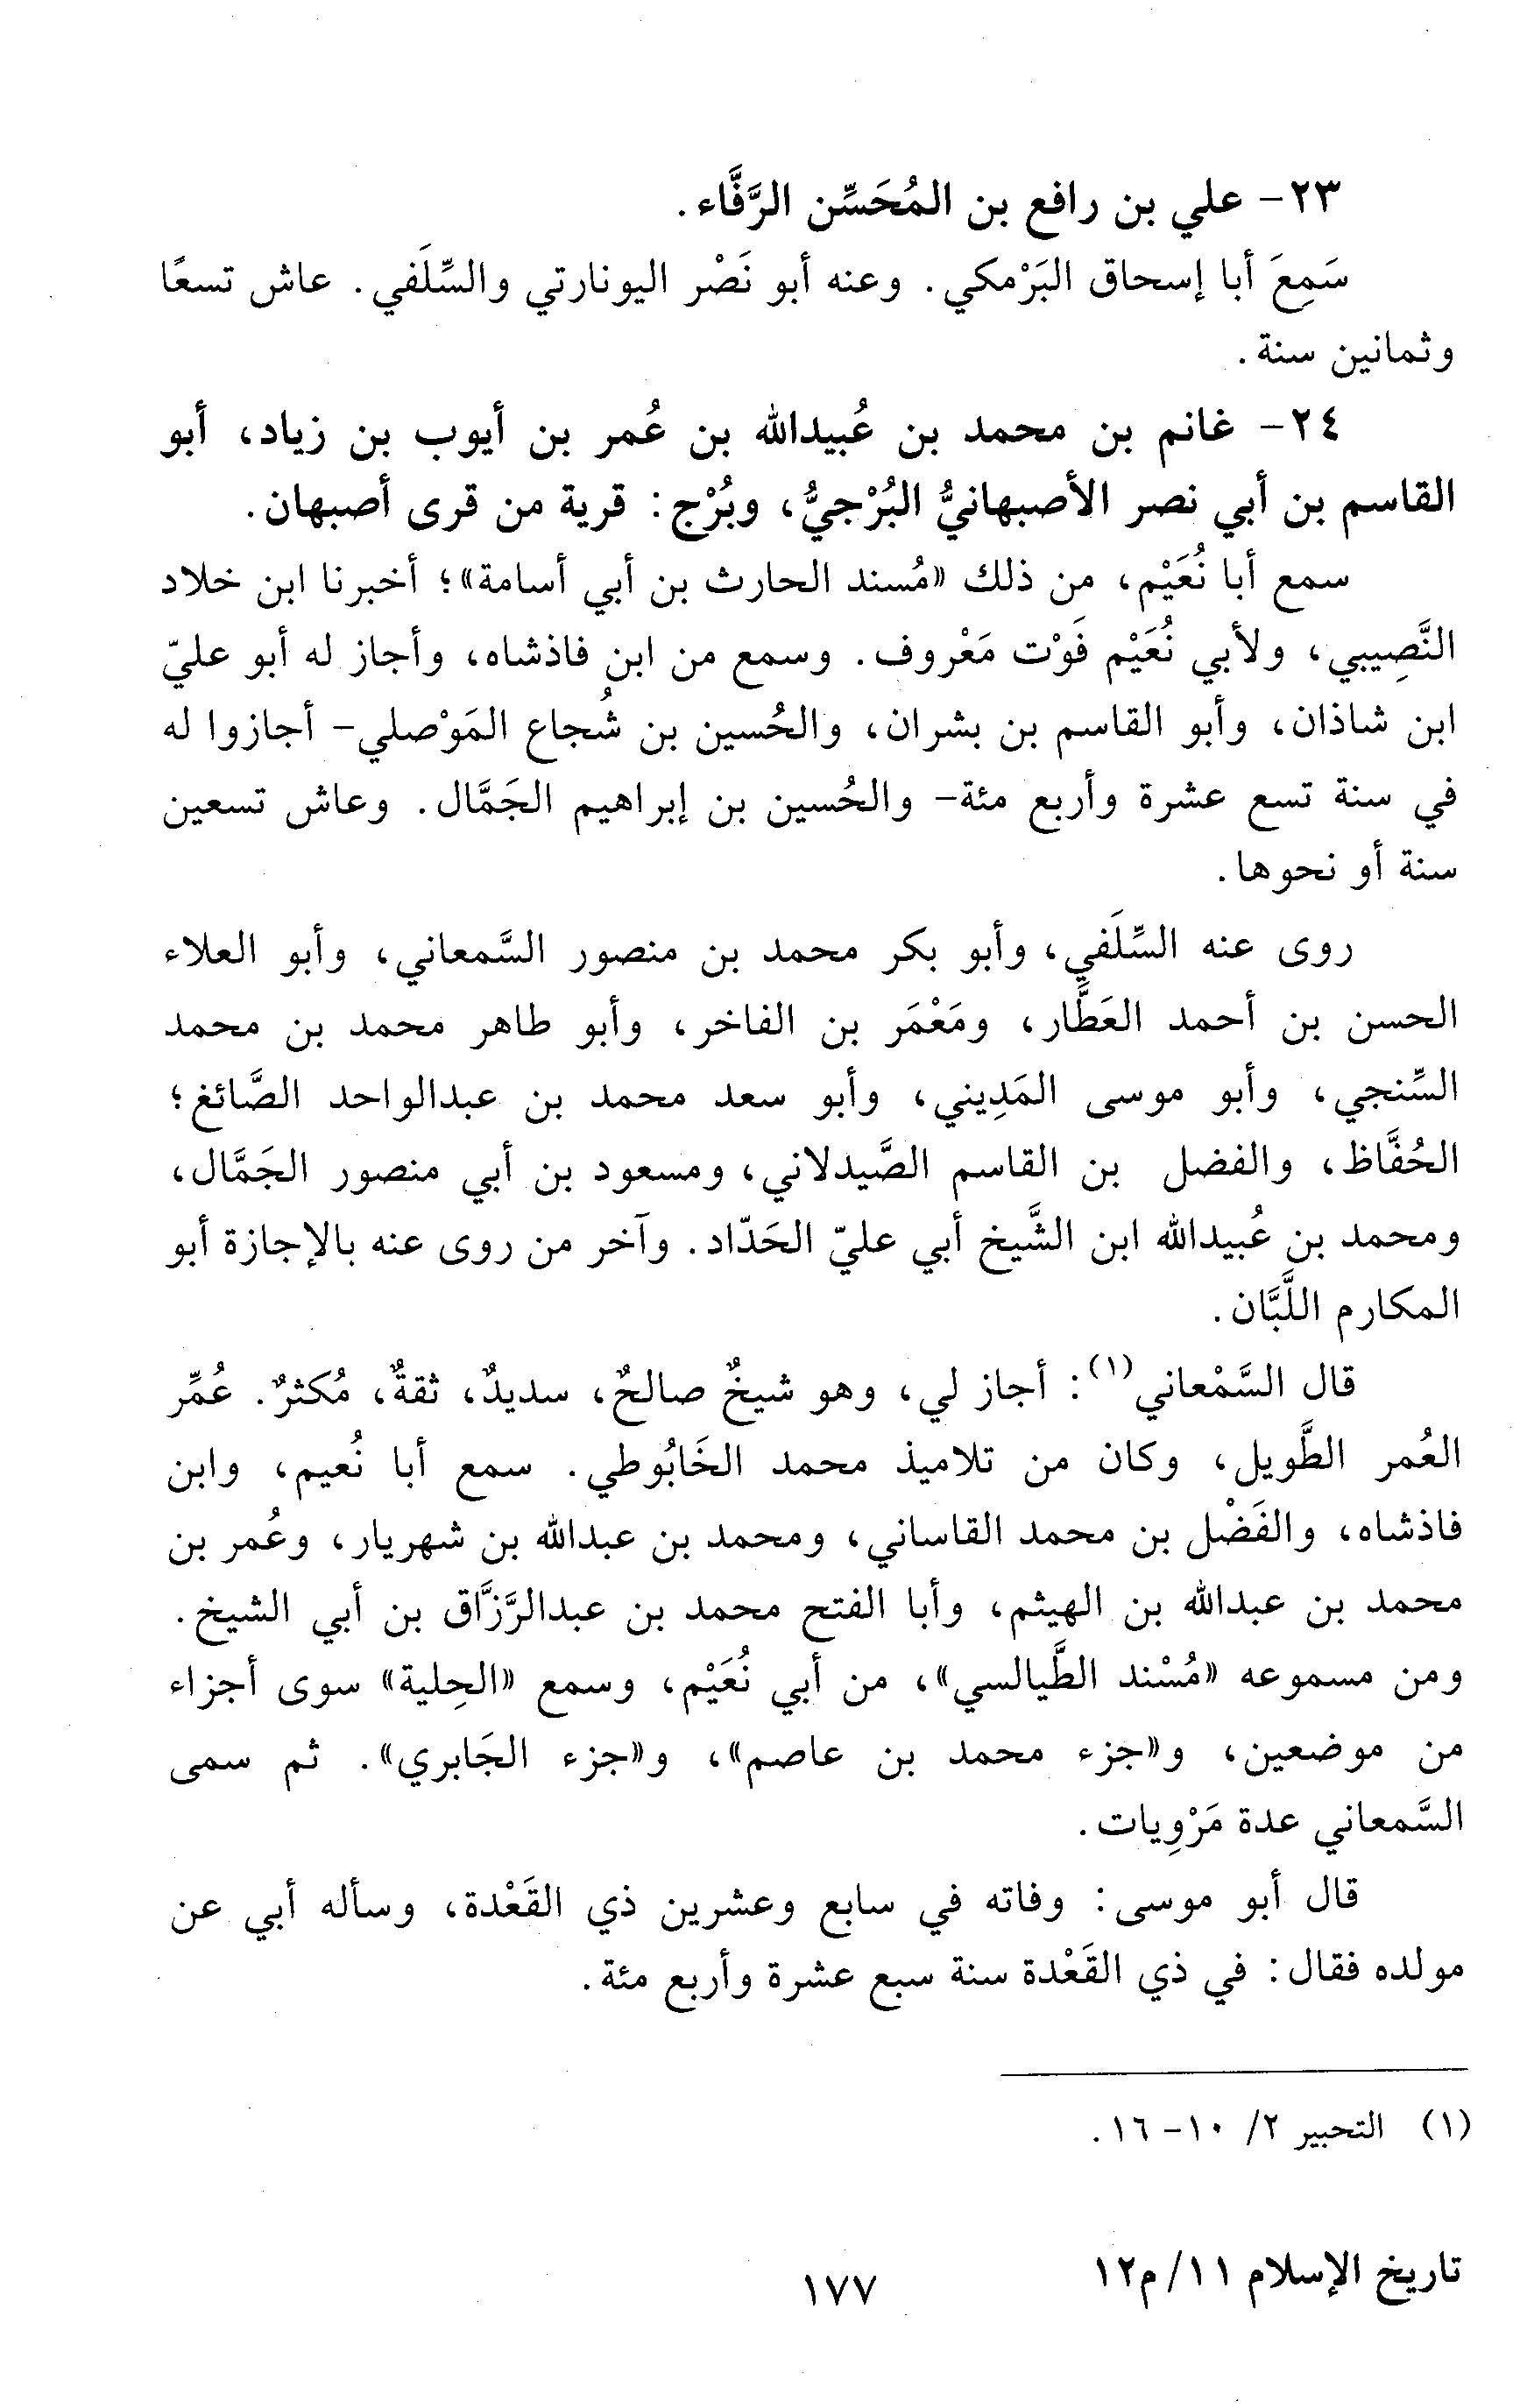 ٢٣- علي بن رافع بن المُحَسِّن الرَّفَّاء.
سَمِعَ أبا إسحاق البَرْمكي. وعنه أبو نَصْر اليونارتي والسِّلَفي. عاش تسعًا
وثمانين سنة.
٢٤- غانم بن محمد بن عُبيدالله بن عُمر بن أيوب بن زياد، أبو
القاسم بن أبي نصر الأصبهانيُّ البُرْجيُّ، وبُرْج: قرية من قرى أصبهان.
سمع أبا نُعَيْم، من ذلك «مُسند الحارث بن أبي أسامة»؛ أخبرنا ابن خلاد
النَّصِيبي، ولأبي نُعَيْم فَوْت مَعْروف. وسمع من ابن فاذشاه، وأجاز له أبو عليّ
ابن شاذان، وأبو القاسم بن بشران، والحُسين بن شُجاع المَوْصلي- أجازوا له
في سنة تسع عشرة وأربع مئة- والحُسين بن إبراهيم الجَمَّال. وعاش تسعين
سنة أو نحوها.
روى عنه السِّلَفي، وأبو بكر محمد بن منصور السَّمعاني، وأبو العلاء
الحسن بن أحمد العَطَّار، ومَعْمَر بن الفاخر، وأبو طاهر محمد بن محمد
السِّنجي، وأبو موسى المَدِيني، وأبو سعد محمد بن عبدالواحد الصَّائغ؛
الحُفَّاظ، والفضل بن القاسم الصَّيدلاني، ومسعود بن أبي منصور الجَمَّال،
ومحمد بن عُبيدالله ابن الشَّيخ أبي عليّ الحَدّاد. وآخر من روى عنه بالإجازة أبو
المكارم اللَّبَّان.
قال السَّمْعاني(١): أجاز لي، وهو شيخٌ صالحٌ، سديدٌ، ثقةٌ، مُكثرٌ. عُمِّر
العُمر الطَّويل، وكان من تلاميذ محمد الخَابُوطي. سمع أبا نُعيم، وابن
فاذشاه، والفَضْل بن محمد القاساني، ومحمد بن عبدالله بن شهريار، وعُمر بن
محمد بن عبدالله بن الهيثم، وأبا الفتح محمد بن عبدالرَّزَّاق بن أبي الشيخ.
ومن مسموعه «مُسْند الطَّيالسي»، من أبي نُعَيْم، وسمع «الحِلية» سوى أجزاء
من موضعين، و«جزء محمد بن عاصم»، و«جزء الجَابري». ثم سمى
السَّمعاني عدة مَرْوِيات.
قال أبو موسى: وفاته في سابع وعشرين ذي القَعْدة، وسأله أبي عن
مولده فقال: في ذي القَعْدة سنة سبع عشرة وأربع مئة.
(١) التحبير ٢/ ١٠- ١٦.
تاريخ الإسلام ١١/ م١٢
١٧٧